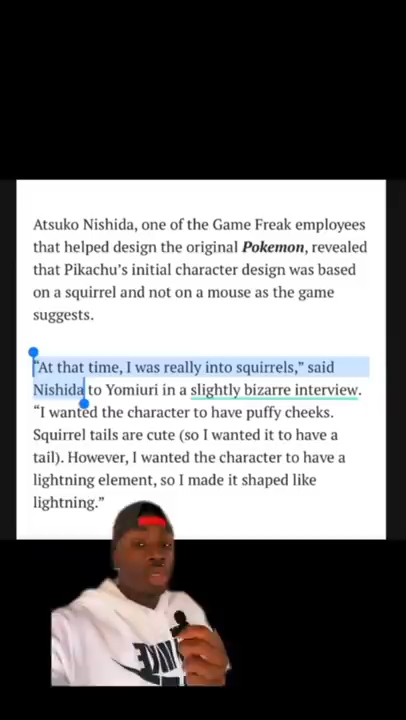 Atsuko Nishida, one of the Game Freak employees
that helped design the original Pokemon, revealed
that Pikachu’s initial character design was based
on a squirrel and not on a mouse as the game
suggests.
“At that time, I was really into squirrels,” said
Nishida to Yomiuri in a slightly bizarre interview.
“I wanted the character to have puffy cheeks.
Squirrel tails are cute (so I wanted it to have a
tail). However, I wanted the character to have a
lightning element, so I made it shaped like
lightning.”